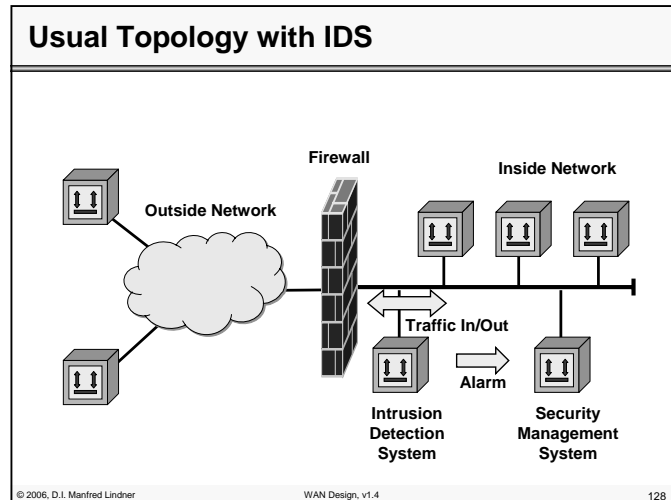 Usual Topology with IDS
Firewall
Inside Network
Outside Network
Traffic In/Out
Alarm
Intrusion
Detection
System
Security
Management
System
© 2006, D.I. Manfred Lindner
WAN Design, v1.4
128